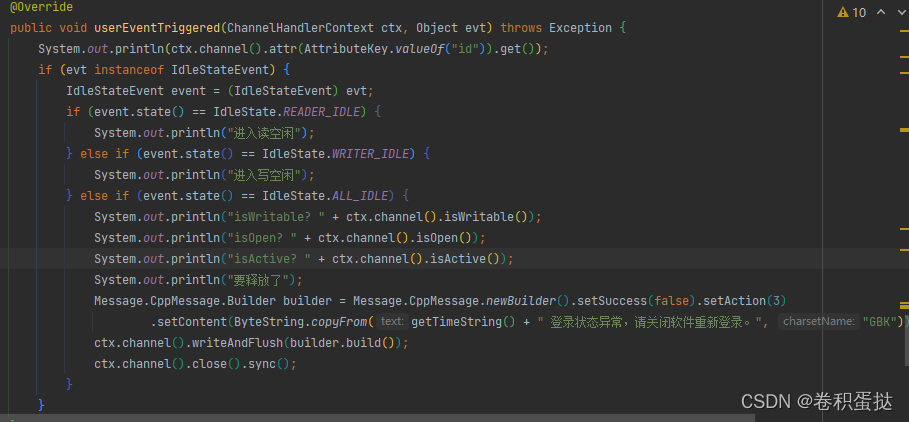 @Override
10
public void userEventTriggered(ChannelHandlerContext ctx, Object evt) throws Exception {
System.out.println(ctx.channel().attr(AttributeKey.valueOf("id")).get());
if (evt instanceof IdleStateEvent) {
IdleStateEvent event = (IdleStateEvent) evt;
if (event.state() == IdleState.READER_IDLE) {
System.out.println("进入读空闲");
} else if (event.state() == IdleState.WRITER_IDLE) {
System.out.println("进入写空闲");
} else if (event.state() == IdleState.ALL_IDLE) {
System.out.println("isWritable? " + ctx.channel().isWritable());
System.out.println("isOpen? " + ctx.channel().isOpen());
System.out.println("isActive? " + ctx.channel().isActive());
System.out.println("要释放了");
Message.CppMessage.Builder builder = Message.CppMessage.newBuilder().setSuccess(false).setAction(3)
.setContent(ByteString.copyFrom( text: getTimeString() + " 登录状态异常，请关闭软件重新登录。", charsetName: "GBK"))
ctx.channel().writeAndFlush(builder.build());
ctx.channel().close().sync();
}
}
CSDN @卷积蛋挞